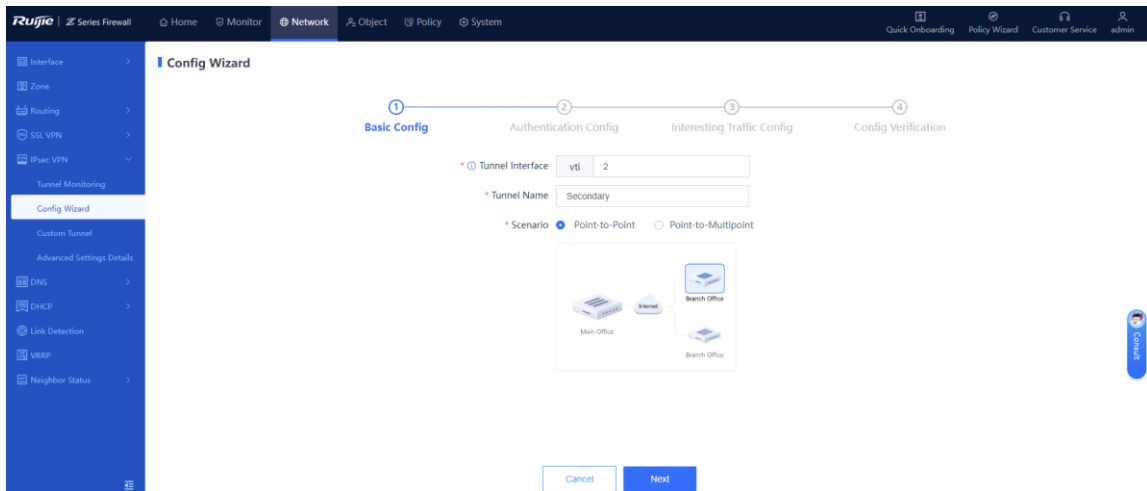 Ruijie | Z Series Firewall Home Monitor Network Object Policy System Quick Onboarding Policy Wizard Customer Service admin
Interface
Zone
Routing
SSL VPN
IPsec VPN
Tunnel Monitoring
Config Wizard
Custom Tunnel
Advanced Settings Details
DNS
DHCP
Link Detection
VRRP
Neighbor Status
Config Wizard
1 2 3 4
Basic Config Authentication Config Interesting Traffic Config Config Verification
* Tunnel Interface vti 2
* Tunnel Name Secondary
* Scenario Point-to-Point Point-to-Multipoint
Branch Office
Internet
Main Office
Branch Office
Consult
Cancel Next